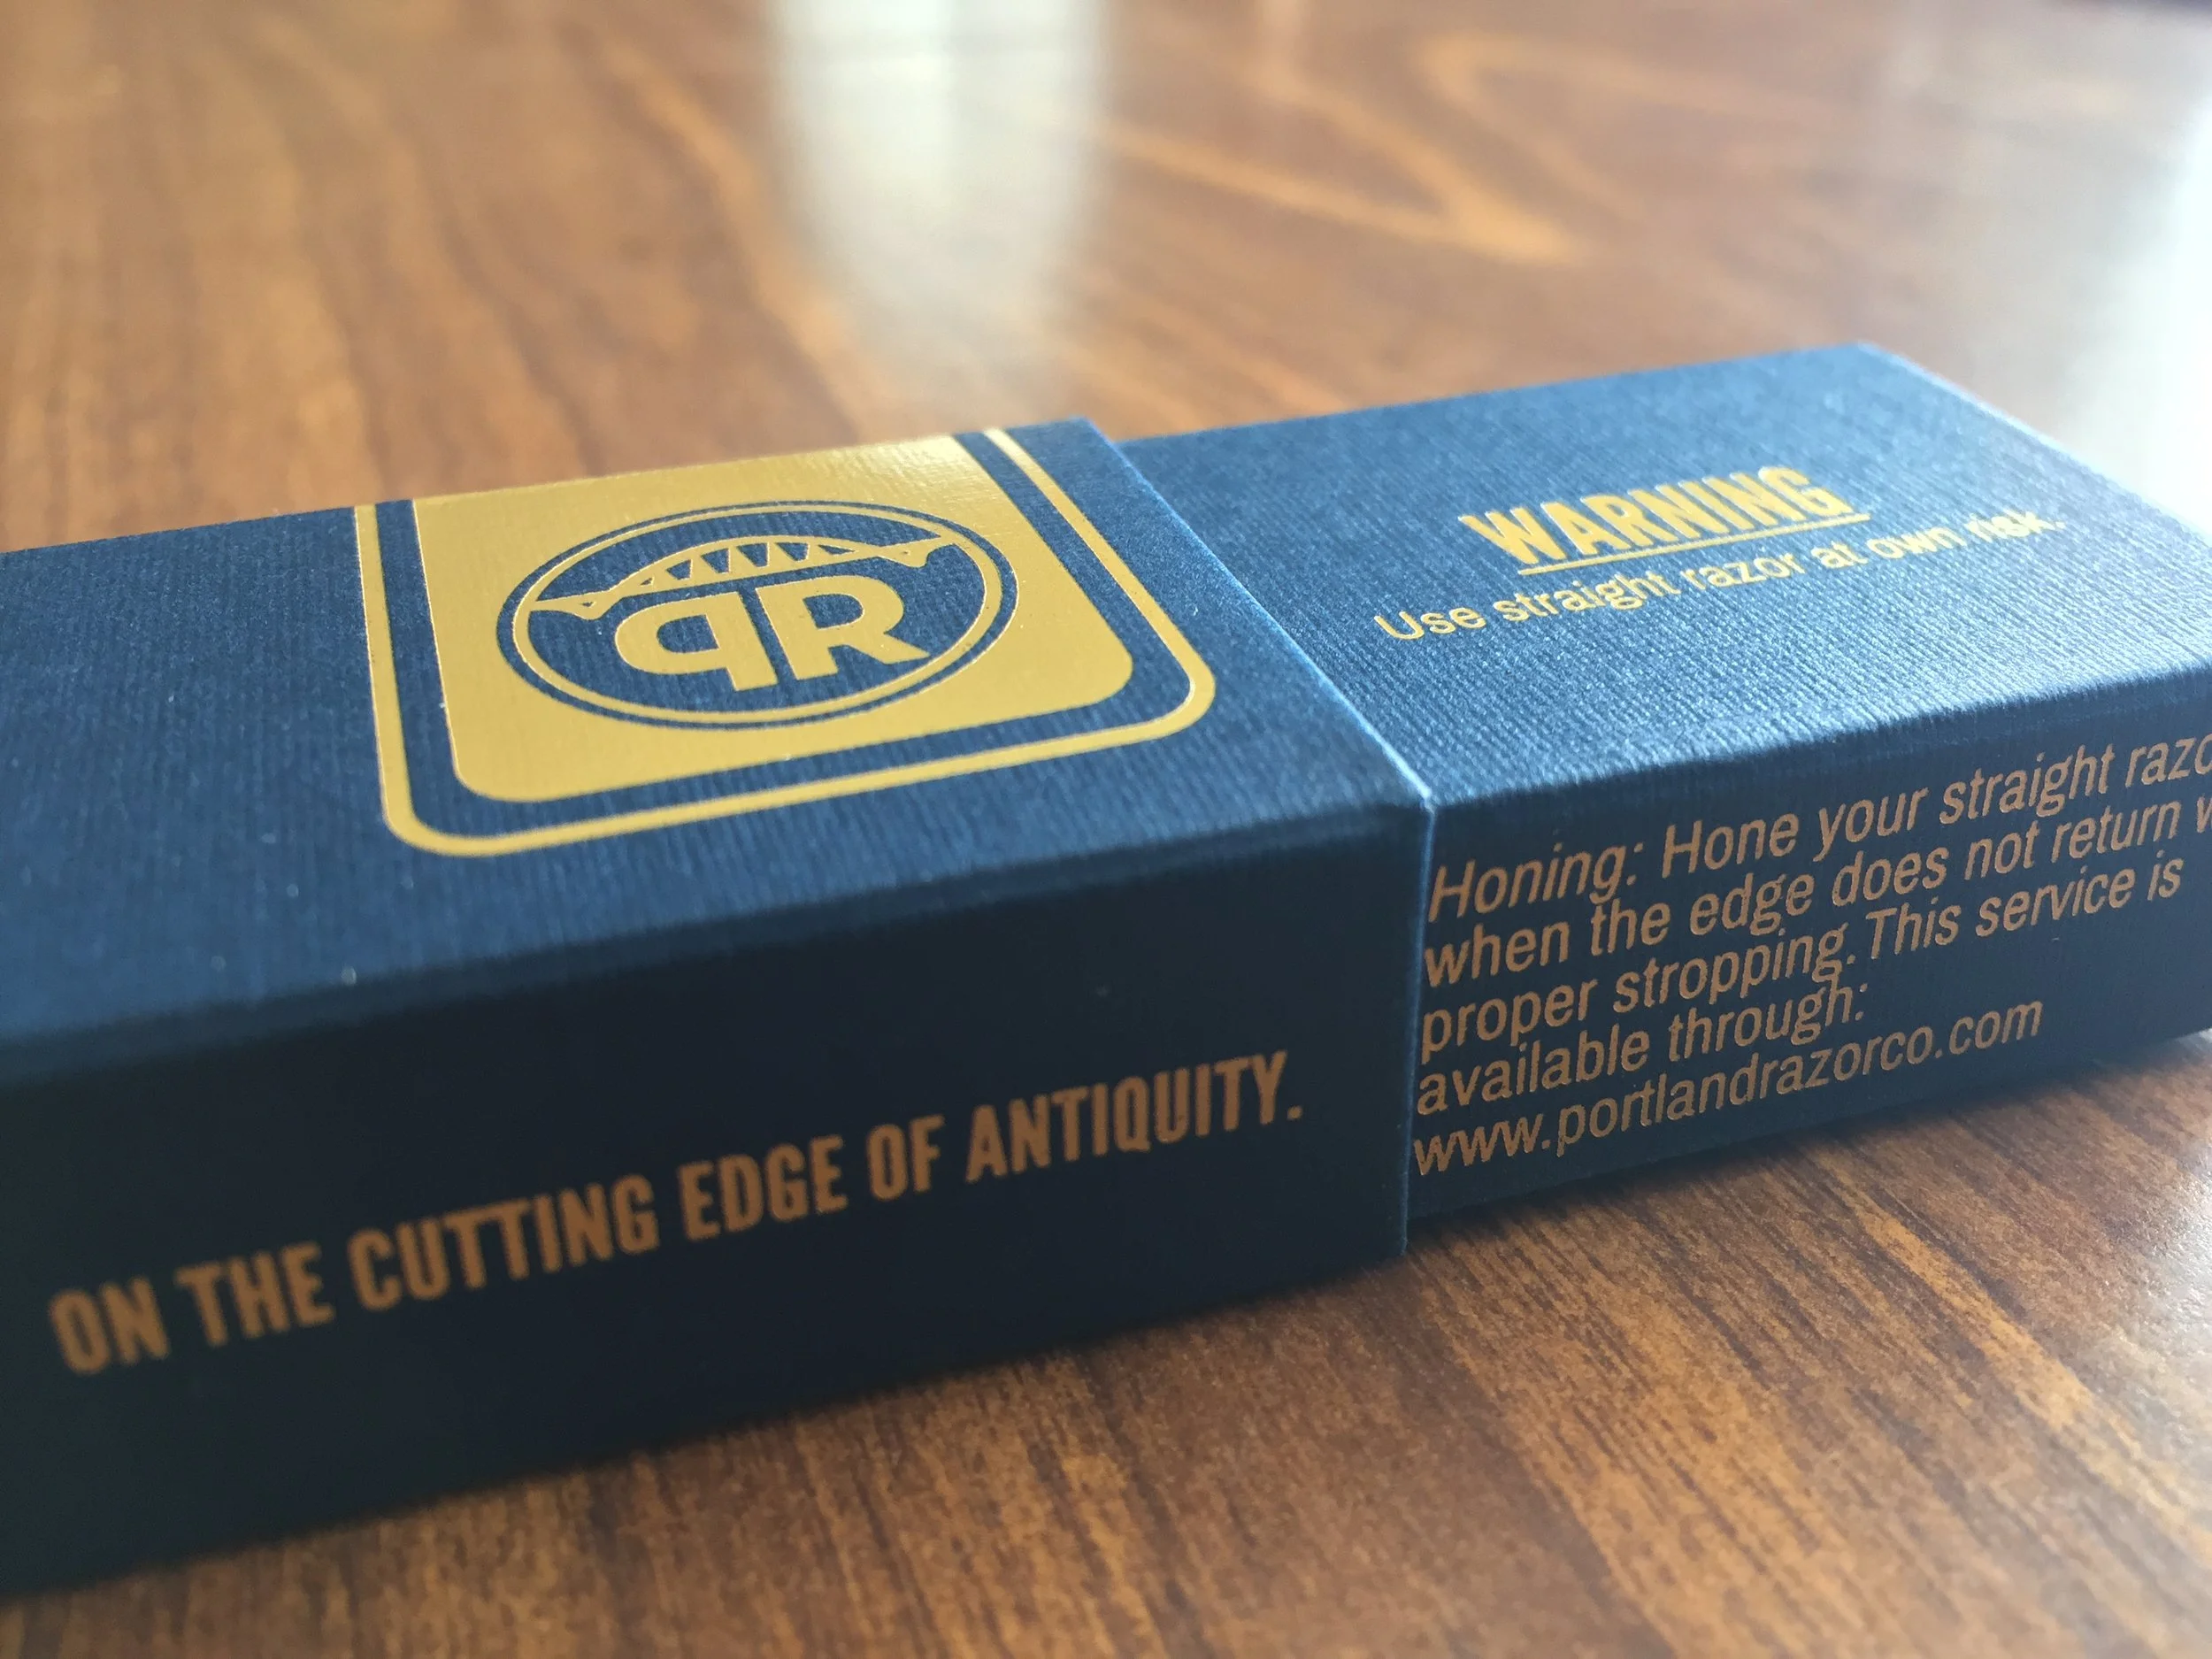 PR
WARNING
Use straight razor at own risk.
Honing: Hone your straight
when the edge does not return
proper stropping. This service is
available through:
www.portlandrazorco.com
ON THE CUTTING EDGE OF ANTIQUITY.